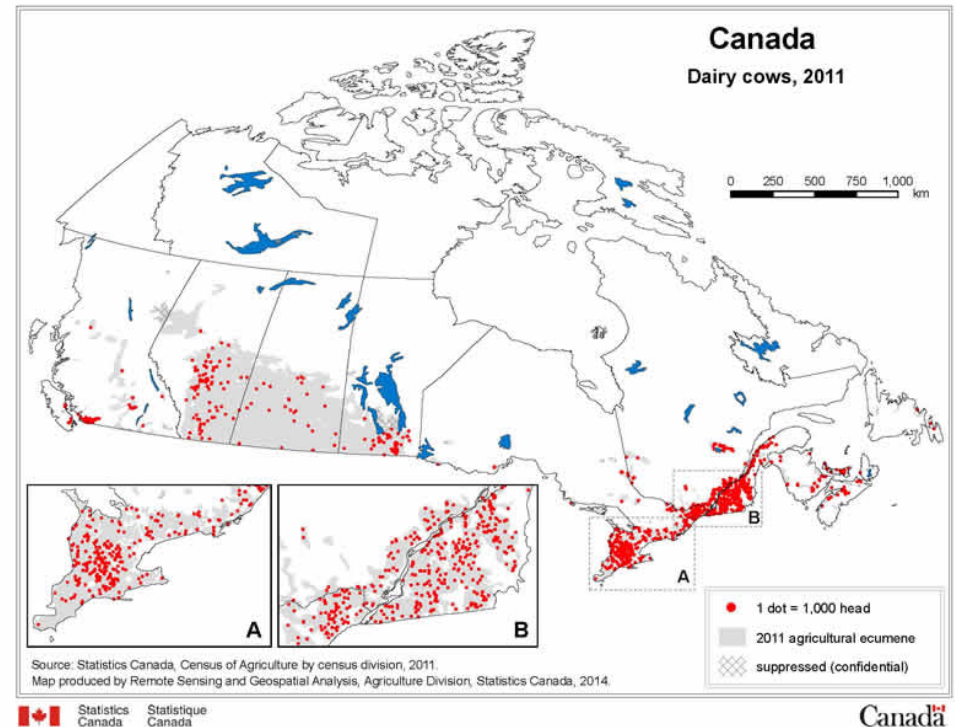 Canada
Dairy cows, 2011
0 250 500 750 1,000
km
B
A
A
B
1 dot = 1,000 head
2011 agricultural ecumene
suppressed (confidential)
Source: Statistics Canada, Census of Agriculture by census division, 2011.
Map produced by Remote Sensing and Geospatial Analysis, Agriculture Division, Statistics Canada, 2014.
Statistics Statistique
Canada Canada
Canada